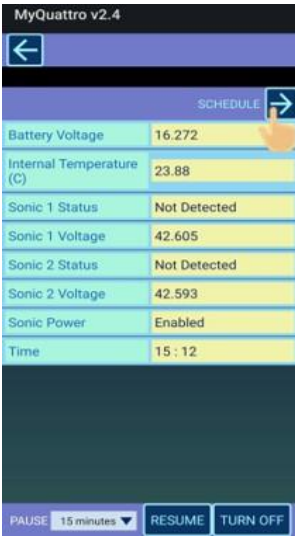 MyQuattro v2.4
SCHEDULE
Battery Voltage 16.272
Internal Temperature
(C) 23.88
Sonic 1 Status Not Detected
Sonic 1 Voltage 42.605
Sonic 2 Status Not Detected
Sonic 2 Voltage 42.593
Sonic Power Enabled
Time 15 : 12
PAUSE 15 minutes RESUME TURN OFF